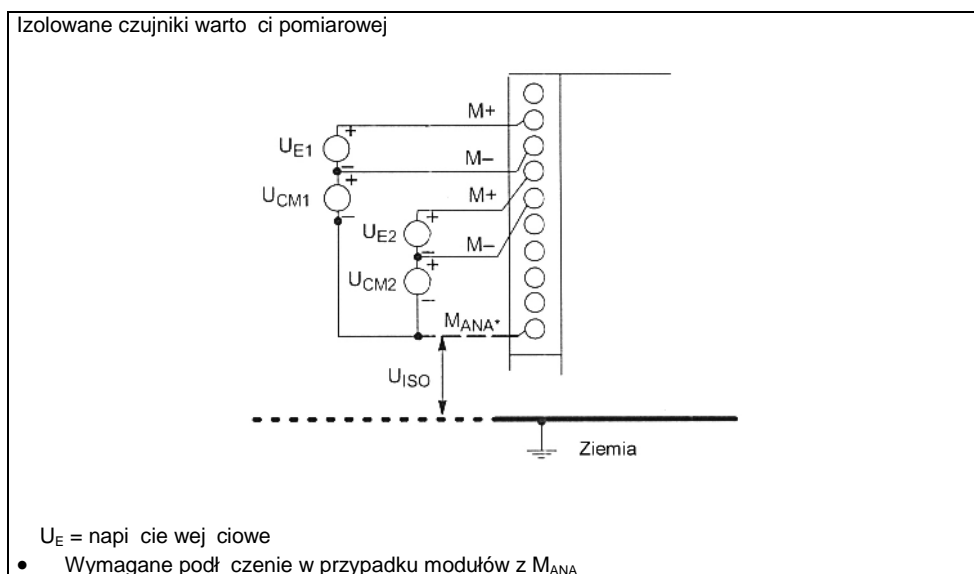 Izolowane czujniki warto ci pomiarowej
M+
UE1
+
M–
–
+
UCM1
M+
–
+
UE2
M–
–
+
UCM2
–
MANA*
UISO
Ziemia
UE = napi cie wej ciowe
• Wymagane podł czenie w przypadku modułów z MANA